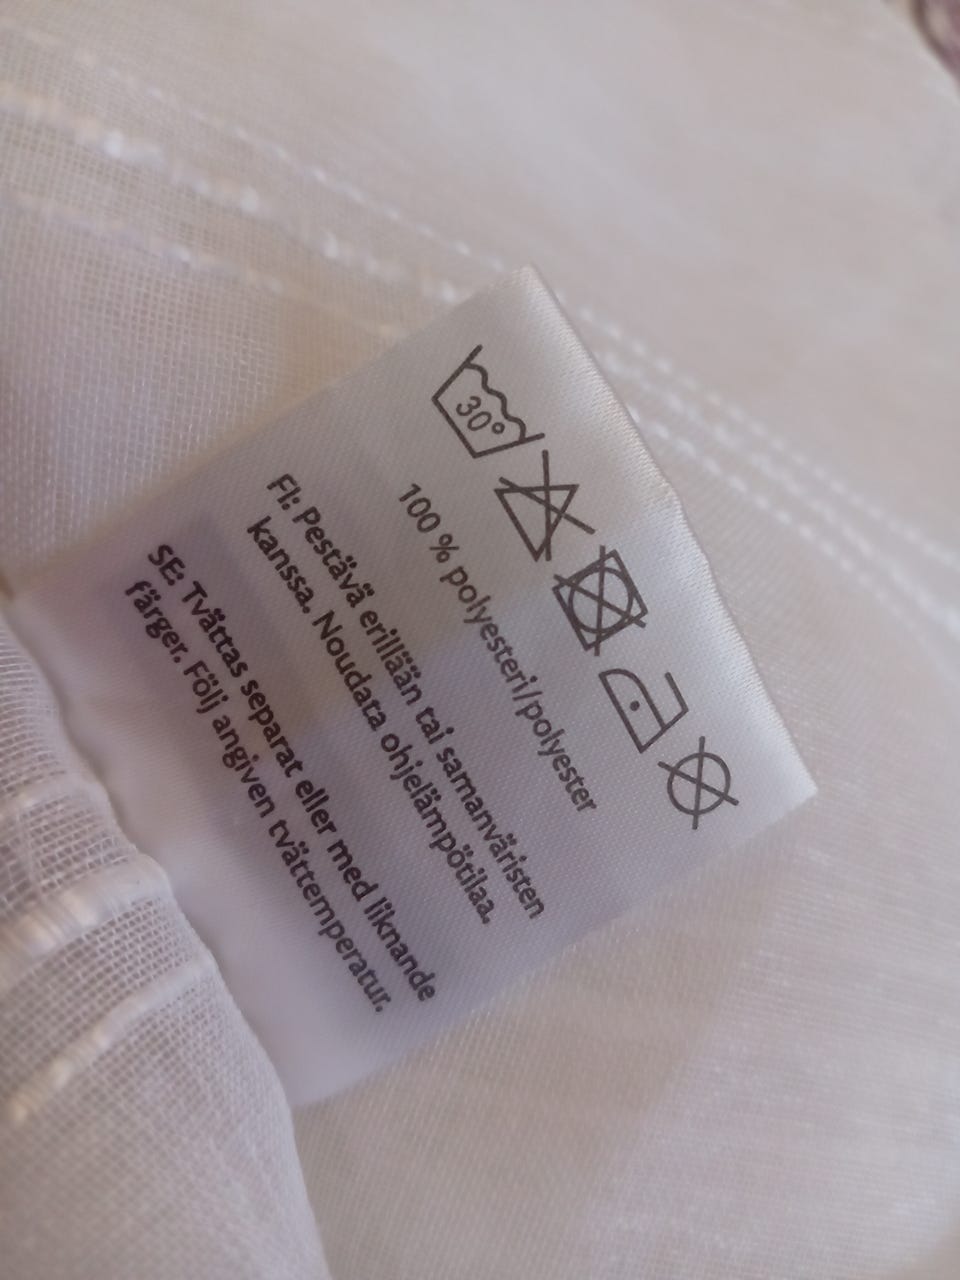 30°
100 % polyesteri/polyester
FI: Pestävä erillään tai samanväristen
kanssa. Noudata ohjelämpötilaa.
SE: Tvättas separat eller med liknande
färger. Följ angiven tvättemperatur.